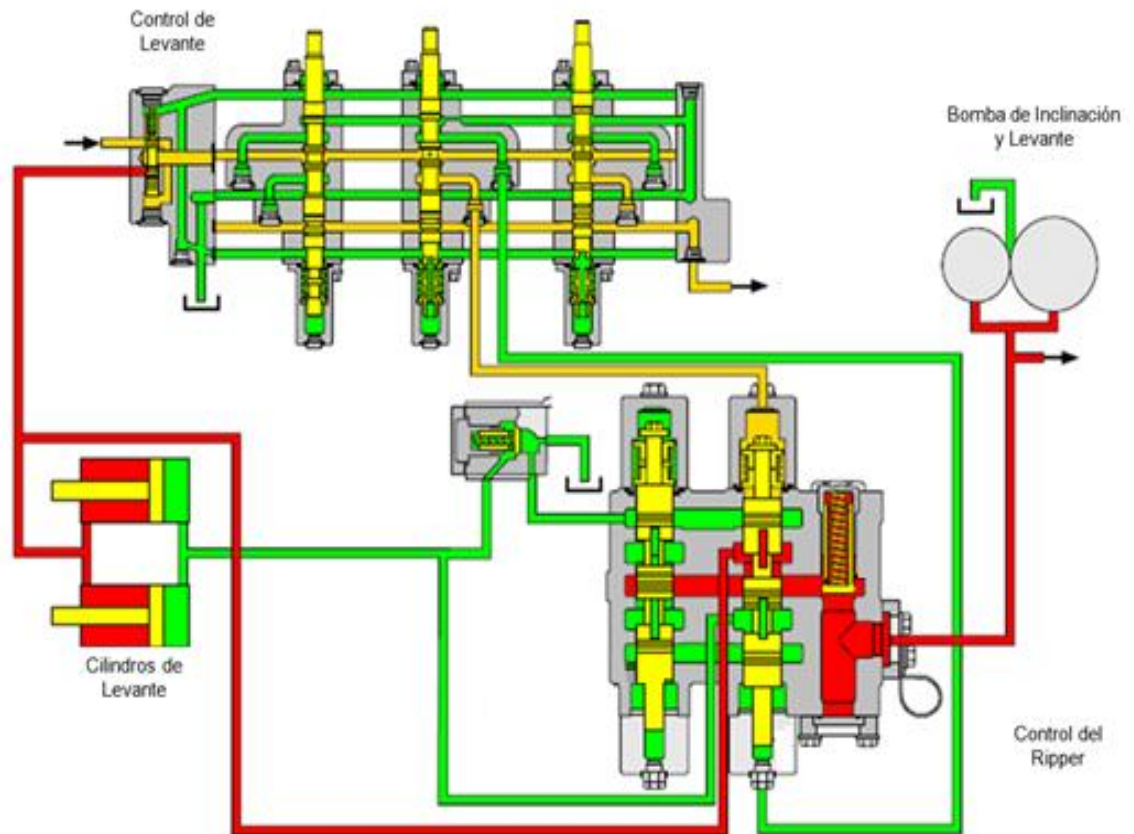 Control de
Levante
Bomba de Inclinación
y Levante
Cilindros de
Levante
Control del
Ripper